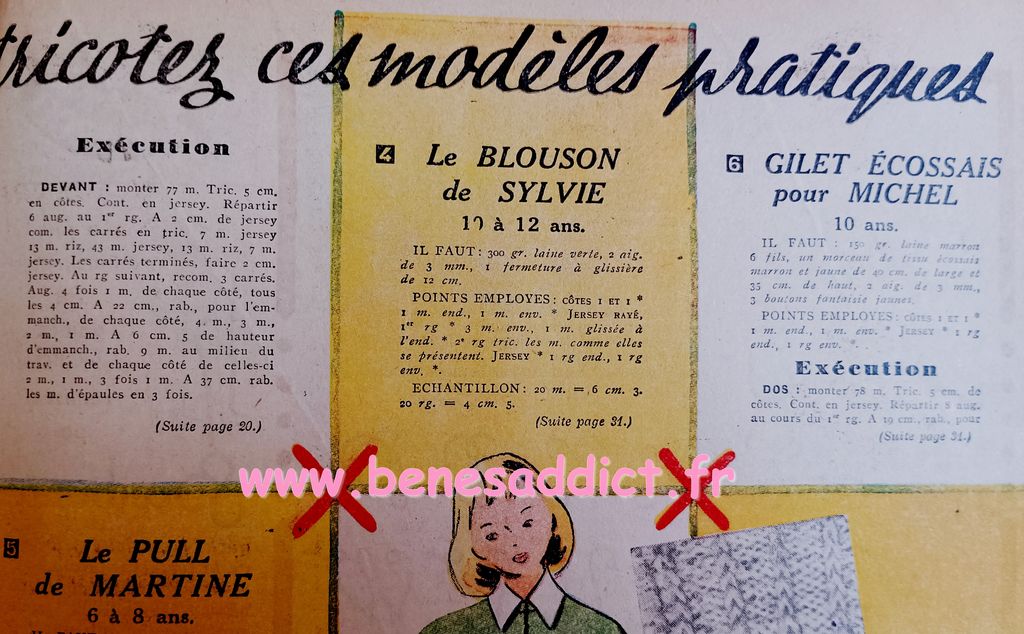 tricotez ces modèles pratiques
Exécution
DEVANT : monter 77 m. Tric. 5 cm.
en côtes. Cont. en jersey. Répartir
6 aug. au 1er rg. A 2 cm. de jersey
com. les carrés en tric. 7 m. jersey
13 m. riz, 43 m. jersey, 13 m. riz, 7 m.
jersey. Les carrés terminés, faire 2 cm.
jersey. Au rg suivant, recom. 3 carrés.
Aug. 4 fois 1 m. de chaque côté, tous
les 4 cm. A 22 cm., rab., pour l'em-
manch., de chaque côté, 4 m., 3 m.,
2 m., 1 m. A 6 cm. 5 de hauteur
d'emmanch., rab. 9 m. au milieu du
trav. et de chaque côté de celles-ci
2 m., 1 m., 3 fois 1 m. A 37 cm. rab.
les m. d'épaules en 3 fois.
(Suite page 20.)
4 Le BLOUSON
de SYLVIE
10 à 12 ans.
IL FAUT : 300 gr. laine verte, 2 aig.
de 3 mm., 1 fermeture à glissière
de 12 cm.
POINTS EMPLOYES : CÔTES 1 ET 1 *
1 m. end., 1 m. env. * JERSEY RAYÉ,
1er rg * 3 m. env., 1 m. glissée à
l'end. * 2e rg tric. les m. comme elles
se présentent. JERSEY * 1 rg end., 1 rg
env. *.
ECHANTILLON : 20 m. = 6 cm. 3.
20 rg. = 4 cm. 5.
(Suite page 31.)
6 GILET ÉCOSSAIS
pour MICHEL
10 ans.
IL FAUT : 150 gr. laine marron
6 fils, un morceau de tissu écossais
marron et jaune de 40 cm. de large et
35 cm. de haut, 2 aig. de 3 mm.,
3 boutons fantaisie jaunes.
POINTS EMPLOYES : CÔTES 1 ET 1 *
1 m. end., 1 m. env. * JERSEY * 1 rg
end., 1 rg env. *.
Exécution
DOS : monter 78 m. Tric. 5 cm. de
côtes. Cont. en jersey. Répartir 8 aug.
au cours du 1er rg. A 19 cm., rab., pour
(Suite page 31.)
www.benesaddict.fr
5 Le PULL
de MARTINE
6 à 8 ans.